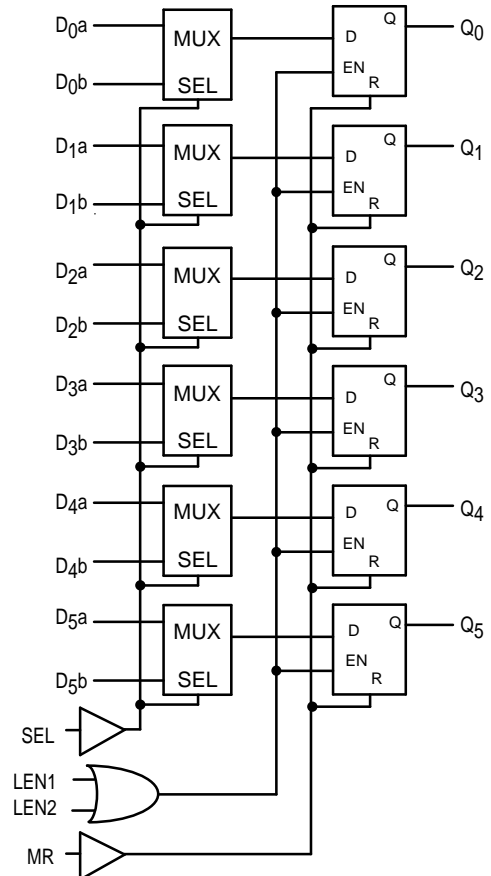 D0a
MUX
D
Q
Q0
D0b
SEL
EN
R
D1a
MUX
D
Q
Q1
D1b
SEL
EN
R
D2a
MUX
D
Q
Q2
D2b
SEL
EN
R
D3a
MUX
D
Q
Q3
D3b
SEL
EN
R
D4a
MUX
D
Q
Q4
D4b
SEL
EN
R
D5a
MUX
D
Q
Q5
D5b
SEL
EN
R
SEL
LEN1
LEN2
MR